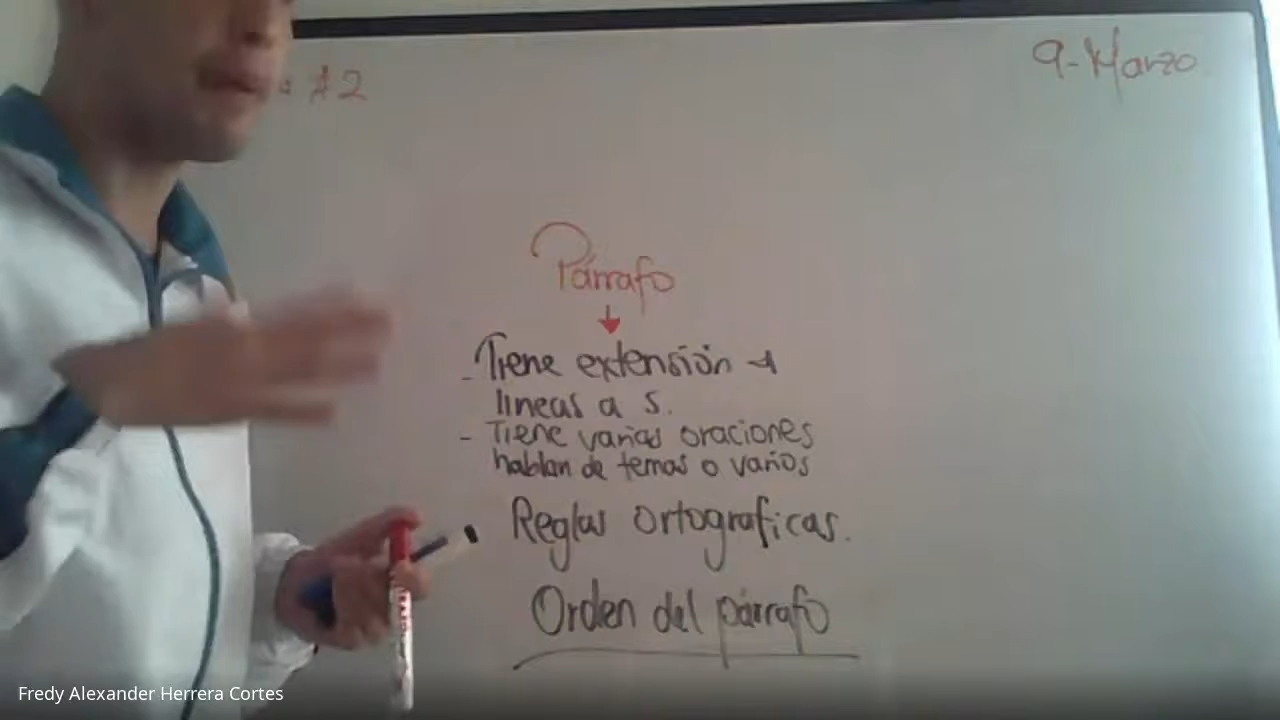 #2
9-Marzo
Párrafo
- Tiene extensión 4
lineas a 5.
- Tiene varias oraciones
hablan de temas o varios
Reglas ortograficas.
Orden del párrafo
Fredy Alexander Herrera Cortes